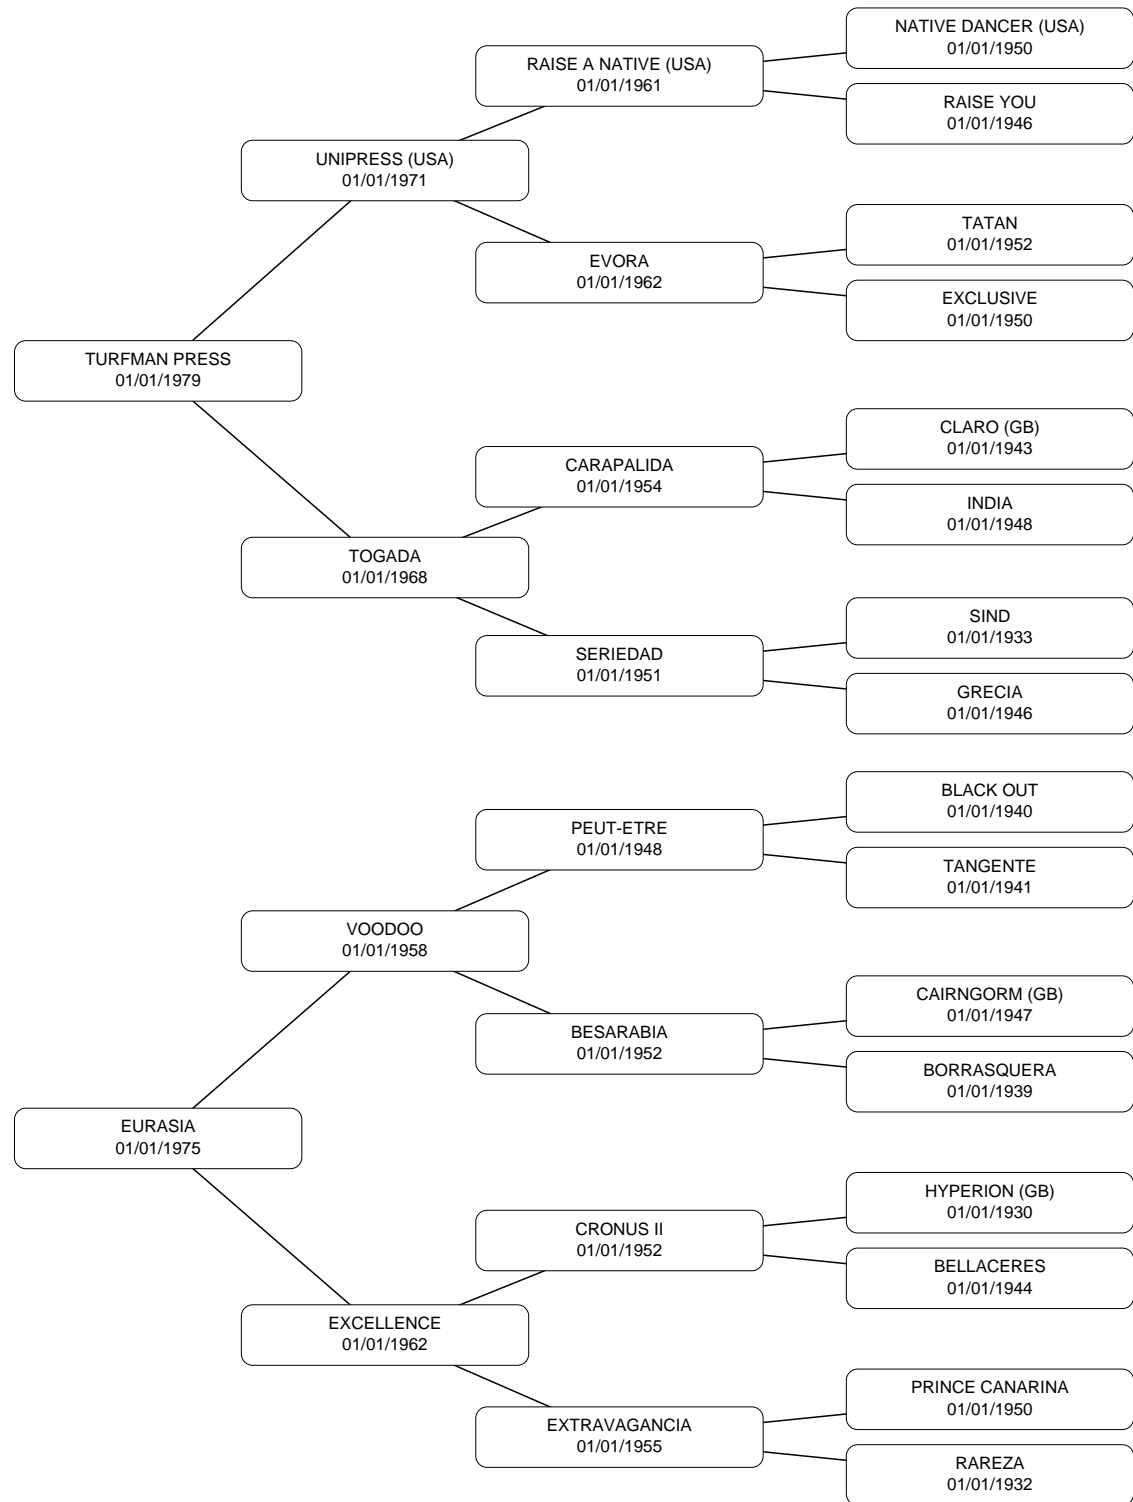 NATIVE DANCER (USA)
01/01/1950
RAISE A NATIVE (USA)
01/01/1961
RAISE YOU
01/01/1946
UNIPRESS (USA)
01/01/1971
TATAN
01/01/1952
EVORA
01/01/1962
EXCLUSIVE
01/01/1950
TURFMAN PRESS
01/01/1979
CLARO (GB)
01/01/1943
CARAPALIDA
01/01/1954
INDIA
01/01/1948
TOGADA
01/01/1968
SIND
01/01/1933
SERIEDAD
01/01/1951
GRECIA
01/01/1946
BLACK OUT
01/01/1940
PEUT-ETRE
01/01/1948
TANGENTE
01/01/1941
VOODOO
01/01/1958
CAIRNGORM (GB)
01/01/1947
BESARABIA
01/01/1952
BORRASQUERA
01/01/1939
EURASIA
01/01/1975
HYPERION (GB)
01/01/1930
CRONUS II
01/01/1952
BELLACERES
01/01/1944
EXCELLENCE
01/01/1962
PRINCE CANARINA
01/01/1950
EXTRAVAGANCIA
01/01/1955
RAREZA
01/01/1932